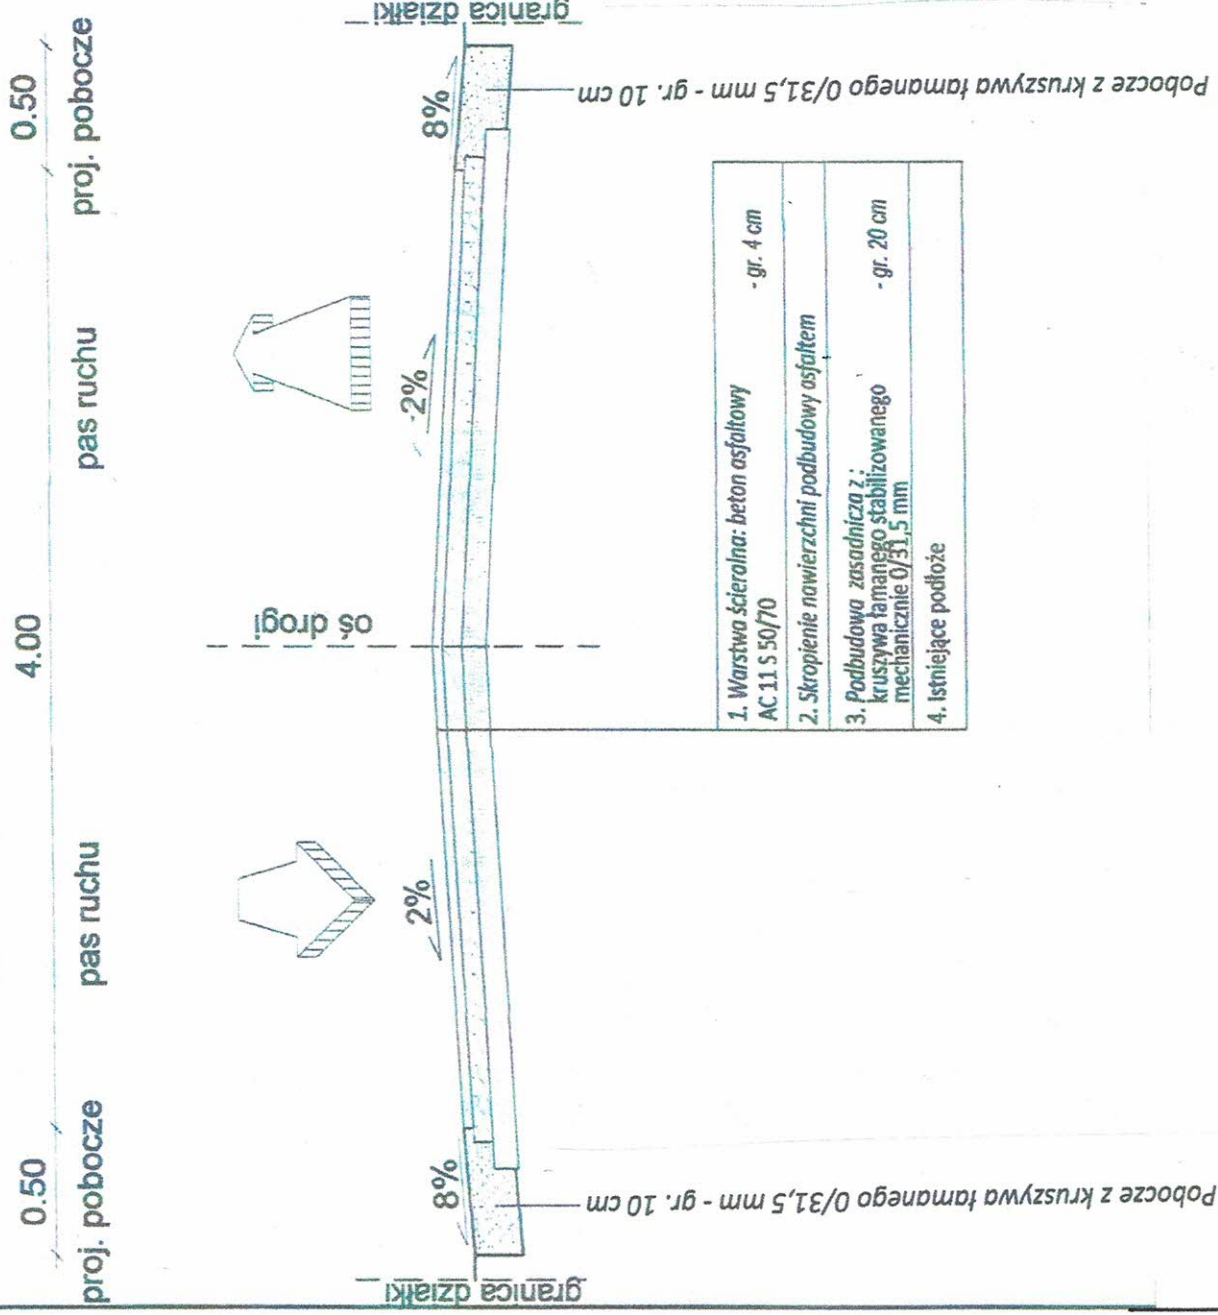 0.50
4.00
0.50
proj. pobocze
pas ruchu
pas ruchu
proj. pobocze
oś drogi
8%
2%
2%
8%
granica działki
granica działki
Pobocze z kruszywa łamanego 0/31,5 mm - gr. 10 cm
Pobocze z kruszywa łamanego 0/31,5 mm - gr. 10 cm
1. Warstwa ścieralna: beton asfaltowy
AC 11 S 50/70 - gr. 4 cm
2. Skropienie nawierzchni podbudowy asfaltem
3. Podbudowa zasadnicza z :
kruszywa łamanego stabilizowanego - gr. 20 cm
mechanicznie 0/31,5 mm
4. Istniejące podłoże